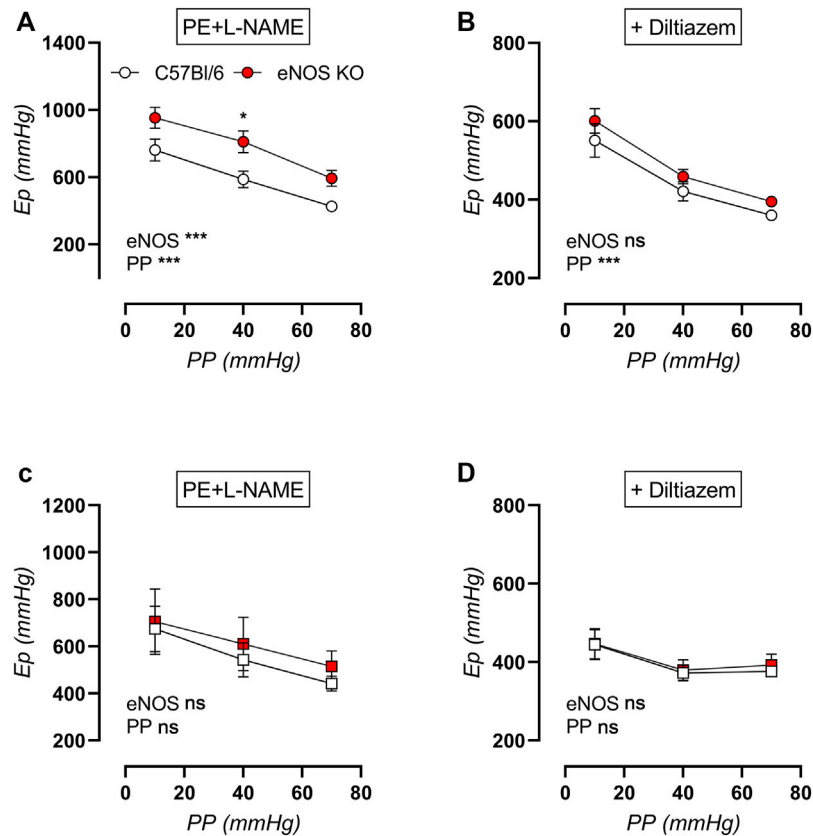 A
PE+L-NAME
1400
1000
600
200
Ep (mmHg)
C57Bl/6
eNOS KO
*
eNOS ***
PP ***
0 20 40 60 80
PP (mmHg)
B
+ Diltiazem
800
600
400
200
Ep (mmHg)
eNOS ns
PP ***
0 20 40 60 80
PP (mmHg)
c
PE+L-NAME
1200
1000
800
600
400
200
Ep (mmHg)
eNOS ns
PP ns
0 20 40 60 80
PP (mmHg)
D
+ Diltiazem
800
600
400
200
Ep (mmHg)
eNOS ns
PP ns
0 20 40 60 80
PP (mmHg)